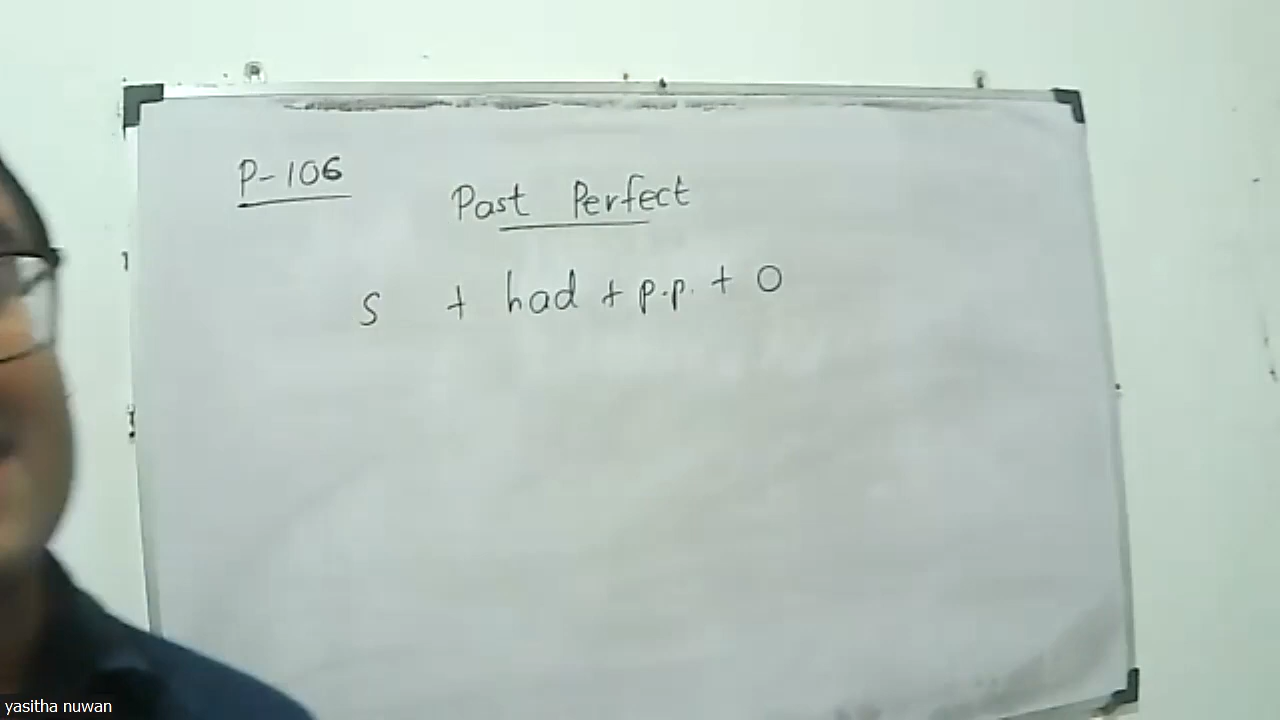 P-106
Past Perfect
S + had + p.p. + O
yasitha nuwan